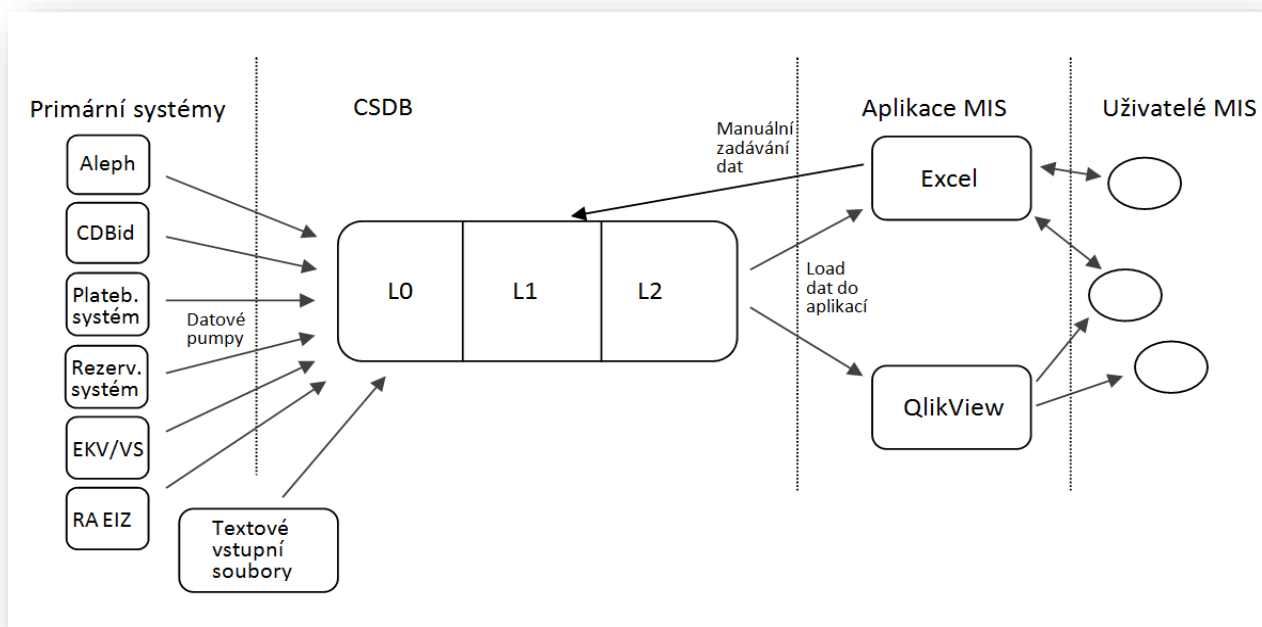 Primární systémy
CSDB
Aplikace MIS
Uživatelé MIS
Aleph
CDBid
Plateb.
systém
Rezerv.
systém
EKV/VS
RA EIZ
Datové
pumpy
Textové
vstupní
soubory
L0
L1
L2
Manuální
zadávání
dat
Load
dat do
aplikací
Excel
QlikView